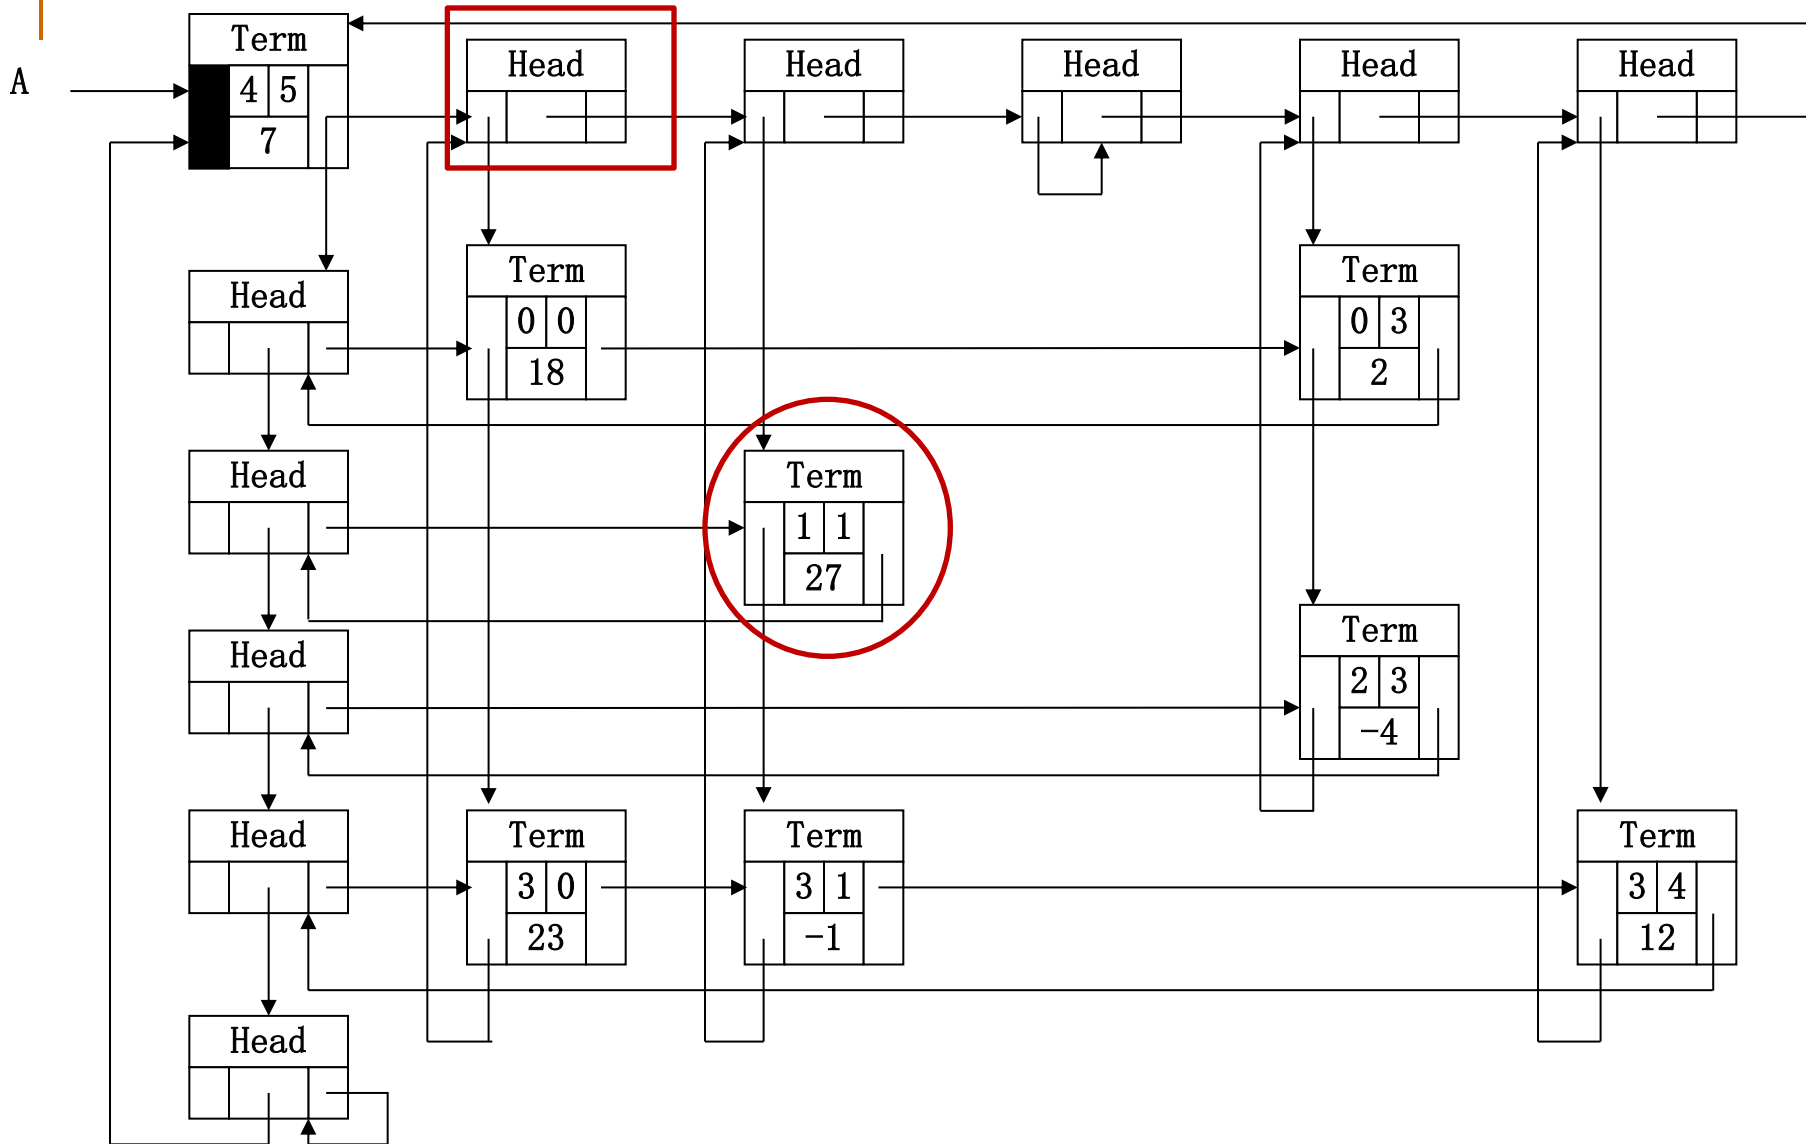 Term
Head Head Head Head Head
A
4 5
7
Head
Term Term
0 0 0 3
18 2
Head
Term
1 1
27
Head
Term
2 3
-4
Head
Term Term Term
3 0 3 1 3 4
23 -1 12
Head